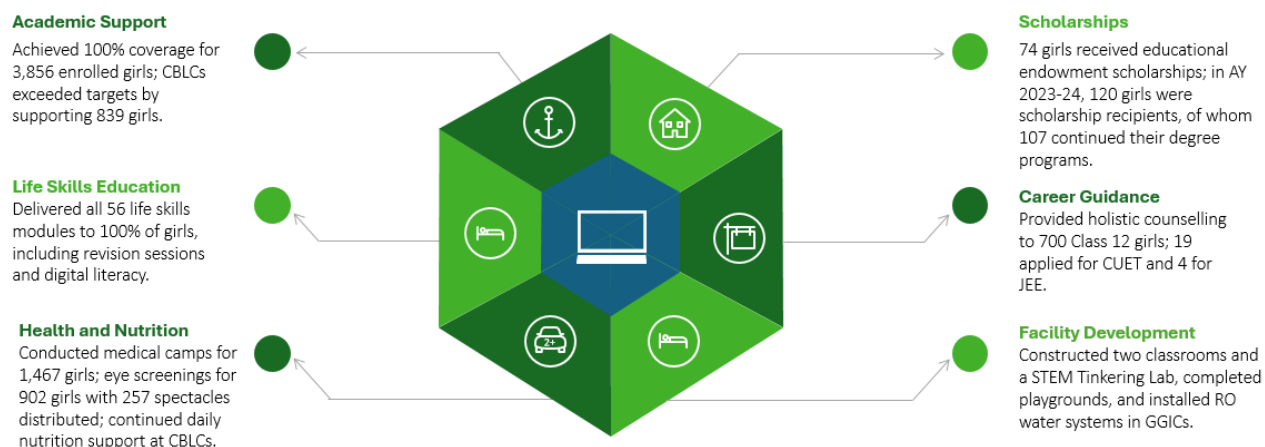 Academic Support
Achieved 100% coverage for
3,856 enrolled girls; CBLCs
exceeded targets by
supporting 839 girls.
Life Skills Education
Delivered all 56 life skills
modules to 100% of girls,
including revision sessions
and digital literacy.
Health and Nutrition
Conducted medical camps for
1,467 girls; eye screenings for
902 girls with 257 spectacles
distributed; continued daily
nutrition support at CBLCs.
2+
Scholarships
74 girls received educational
endowment scholarships; in AY
2023-24, 120 girls were
scholarship recipients, of whom
107 continued their degree
programs.
Career Guidance
Provided holistic counselling
to 700 Class 12 girls; 19
applied for CUET and 4 for
JEE.
Facility Development
Constructed two classrooms and
a STEM Tinkering Lab, completed
playgrounds, and installed RO
water systems in GGICs.